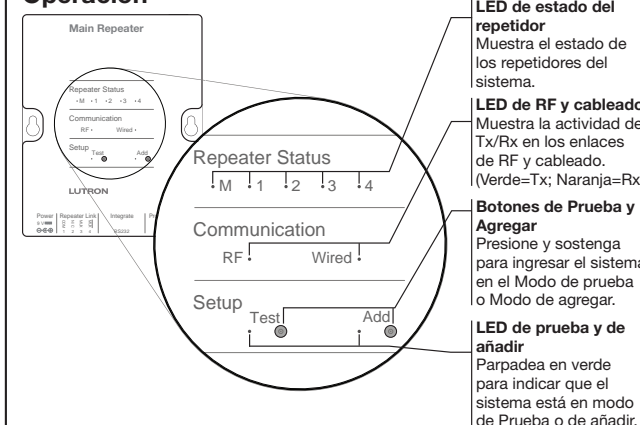 Operación
Main Repeater
Repeater Status
M 1 2 3 4
Communication
RF Wired
Setup
Test Add
LUTRON
Power Repeater Link Integrate
1 2 3 4 RS232
Repeater Status
M 1 2 3 4
Communication
RF Wired
Setup
Test Add
LED de estado del
repetidor
Muestra el estado de
los repetidores del
sistema.
LED de RF y cableado
Muestra la actividad de
Tx/Rx en los enlaces
de RF y cableado.
(Verde=Tx; Naranja=Rx
Botones de Prueba y
Agregar
Presione y sostenga
para ingresar el sistema
en el Modo de prueba
o Modo de agregar.
LED de prueba y de
añadir
Parpadea en verde
para indicar que el
sistema está en modo
de Prueba o de añadir.